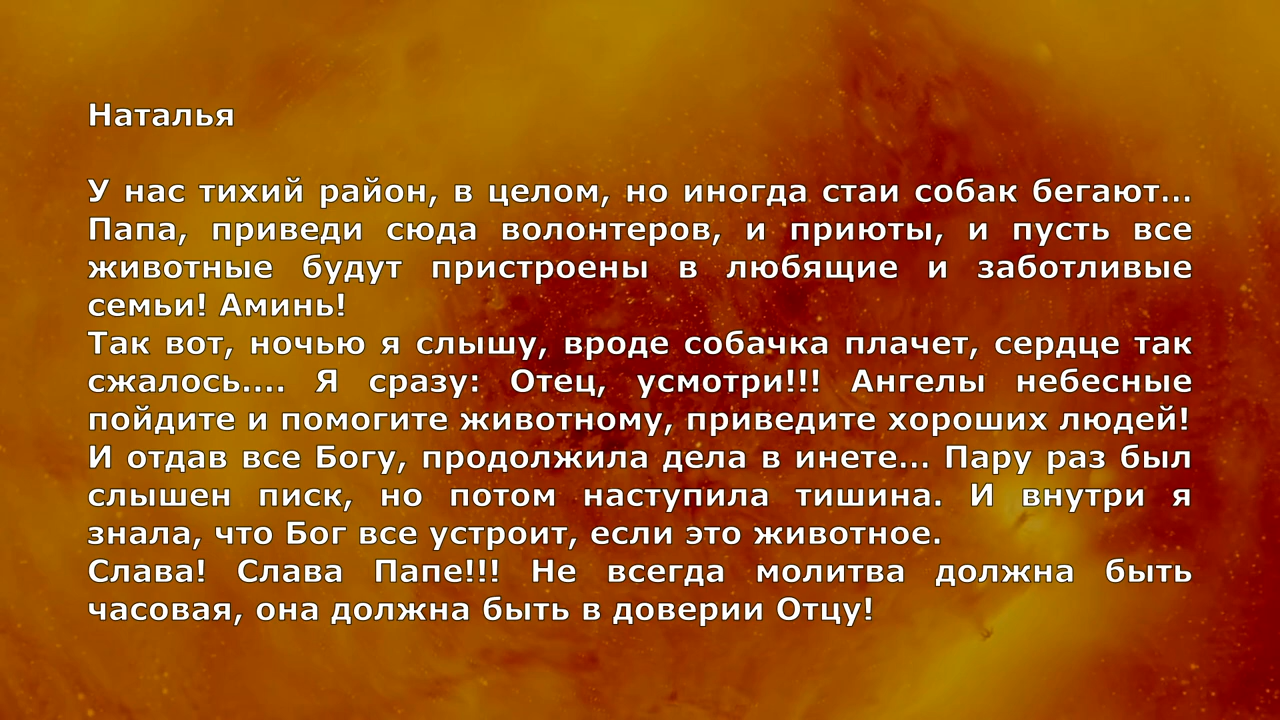 Наталья
У нас тихий район, в целом, но иногда стаи собак бегают...
Папа, приведи сюда волонтеров, и приюты, и пусть все
животные будут пристроены в любящие и заботливые
семьи! Аминь!
Так вот, ночью я слышу, вроде собачка плачет, сердце так
сжалось.... Я сразу: Отец, усмотри!!! Ангелы небесные
пойдите и помогите животному, приведите хороших людей!
И отдав все Богу, продолжила дела в инете... Пару раз был
слышен писк, но потом наступила тишина. И внутри я
знала, что Бог все устроит, если это животное.
Слава! Слава Папе!!! Не всегда молитва должна быть
часовая, она должна быть в доверии Отцу!